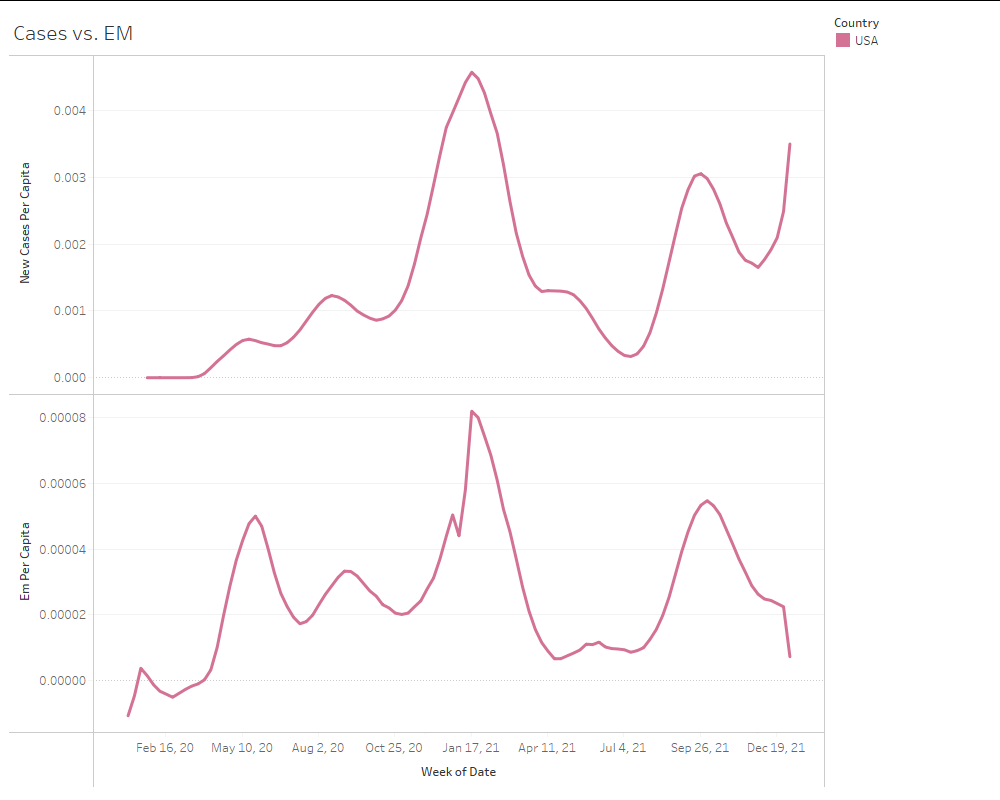 Cases vs. EM
Country
USA
New Cases Per Capita
0.004
0.003
0.002
0.001
0.000
Em Per Capita
0.00008
0.00006
0.00004
0.00002
0.00000
Feb 16, 20 May 10, 20 Aug 2, 20 Oct 25, 20 Jan 17, 21 Apr 11, 21 Jul 4, 21 Sep 26, 21 Dec 19, 21
Week of Date